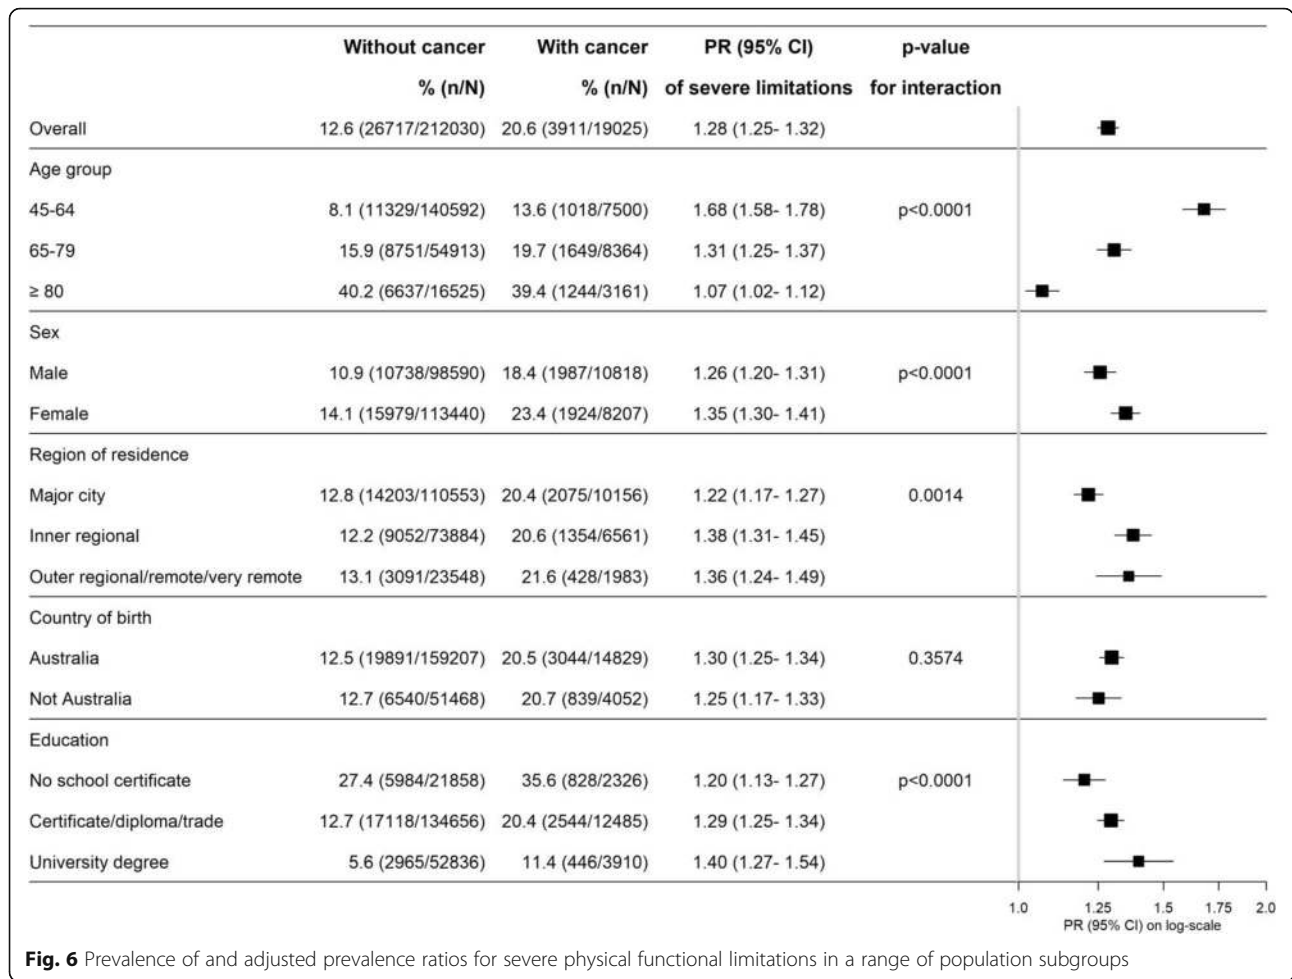 Without cancer With cancer PR (95% CI) p-value
% (n/N) % (n/N) of severe limitations for interaction
Overall 12.6 (26717/212030) 20.6 (3911/19025) 1.28 (1.25- 1.32)
Age group
45-64 8.1 (11329/140592) 13.6 (1018/7500) 1.68 (1.58- 1.78) p<0.0001
65-79 15.9 (8751/54913) 19.7 (1649/8364) 1.31 (1.25- 1.37)
≥ 80 40.2 (6637/16525) 39.4 (1244/3161) 1.07 (1.02- 1.12)
Sex
Male 10.9 (10738/98590) 18.4 (1987/10818) 1.26 (1.20- 1.31) p<0.0001
Female 14.1 (15979/113440) 23.4 (1924/8207) 1.35 (1.30- 1.41)
Region of residence
Major city 12.8 (14203/110553) 20.4 (2075/10156) 1.22 (1.17- 1.27) 0.0014
Inner regional 12.2 (9052/73884) 20.6 (1354/6561) 1.38 (1.31- 1.45)
Outer regional/remote/very remote 13.1 (3091/23548) 21.6 (428/1983) 1.36 (1.24- 1.49)
Country of birth
Australia 12.5 (19891/159207) 20.5 (3044/14829) 1.30 (1.25- 1.34) 0.3574
Not Australia 12.7 (6540/51468) 20.7 (839/4052) 1.25 (1.17- 1.33)
Education
No school certificate 27.4 (5984/21858) 35.6 (828/2326) 1.20 (1.13- 1.27) p<0.0001
Certificate/diploma/trade 12.7 (17118/134656) 20.4 (2544/12485) 1.29 (1.25- 1.34)
University degree 5.6 (2965/52836) 11.4 (446/3910) 1.40 (1.27- 1.54)
1.0 1.25 1.5 1.75 2.0
PR (95% CI) on log-scale
Fig. 6 Prevalence of and adjusted prevalence ratios for severe physical functional limitations in a range of population subgroups